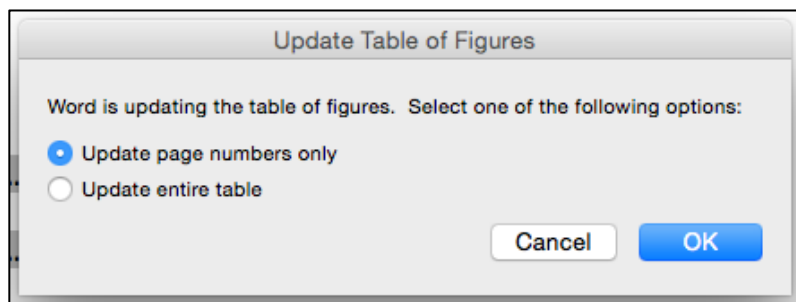 Update Table of Figures
Word is updating the table of figures.  Select one of the following options:
Update page numbers only
Update entire table
Cancel
OK